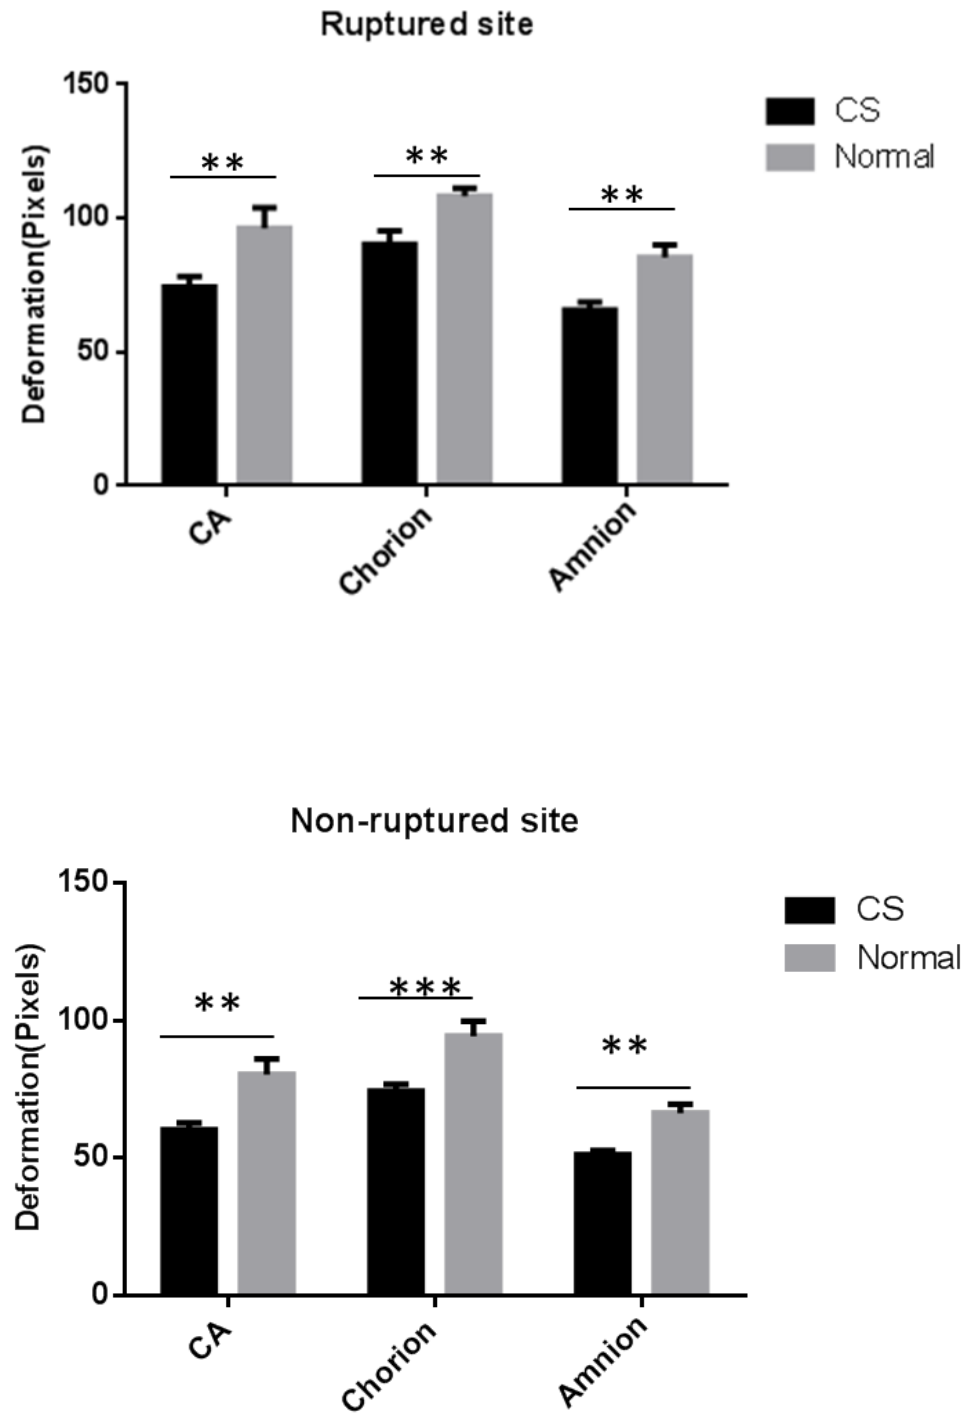 Ruptured site
150
100
50
0
Deformation(Pixels)
**
**
**
CS
Normal
CA
Chorion
Amnion
Non-ruptured site
150
100
50
0
Deformation(Pixels)
**
***
**
CS
Normal
CA
Chorion
Amnion